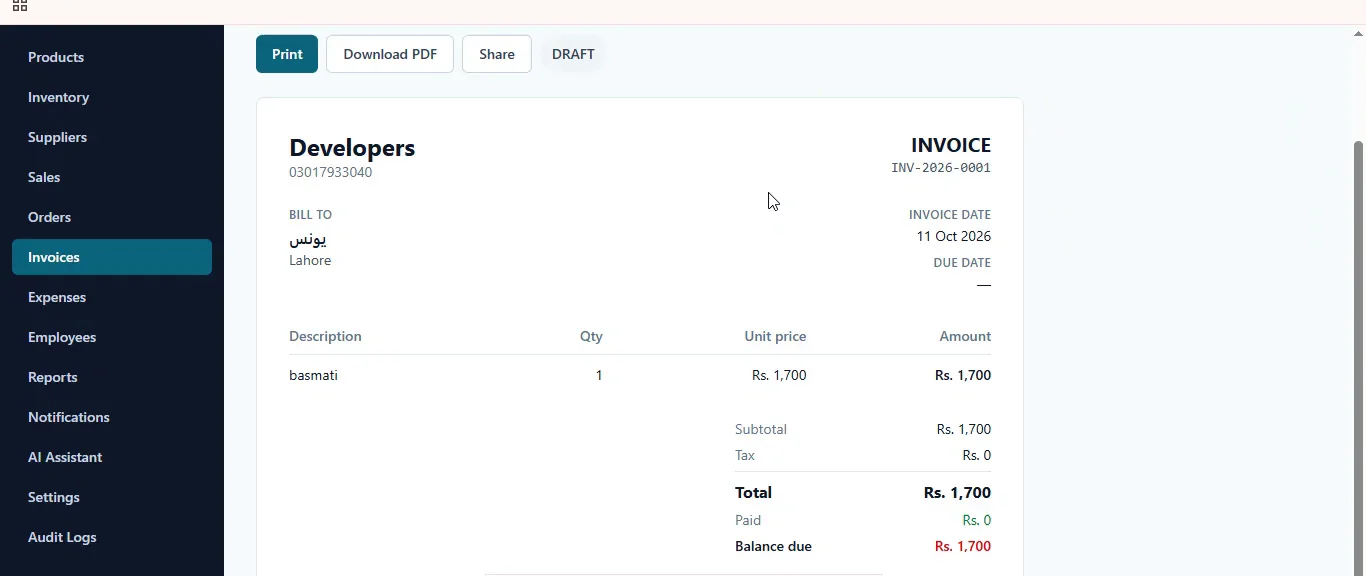 Products
Inventory
Suppliers
Sales
Orders
Invoices
Expenses
Employees
Reports
Notifications
AI Assistant
Settings
Audit Logs
Print Download PDF Share DRAFT
Developers
03017933040
INVOICE
INV-2026-0001
BILL TO
یونس
Lahore
INVOICE DATE
11 Oct 2026
DUE DATE
—
Description Qty Unit price Amount
basmati 1 Rs. 1,700 Rs. 1,700
Subtotal Rs. 1,700
Tax Rs. 0
Total Rs. 1,700
Paid Rs. 0
Balance due Rs. 1,700